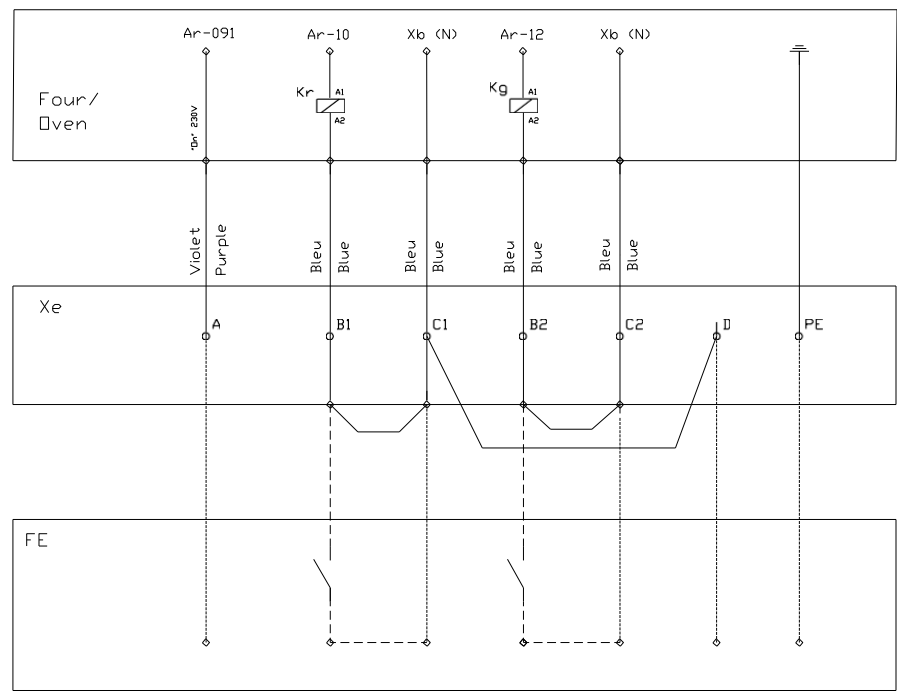 Ar-091 Ar-10 Xb (N) Ar-12 Xb (N)
Kr A1 Kg A1
Four/
Oven
"On" 230V
A2 A2
Violet Purple Bleu Blue Bleu Blue Bleu Blue Bleu Blue
Xe
A B1 C1 B2 C2 D PE
FE